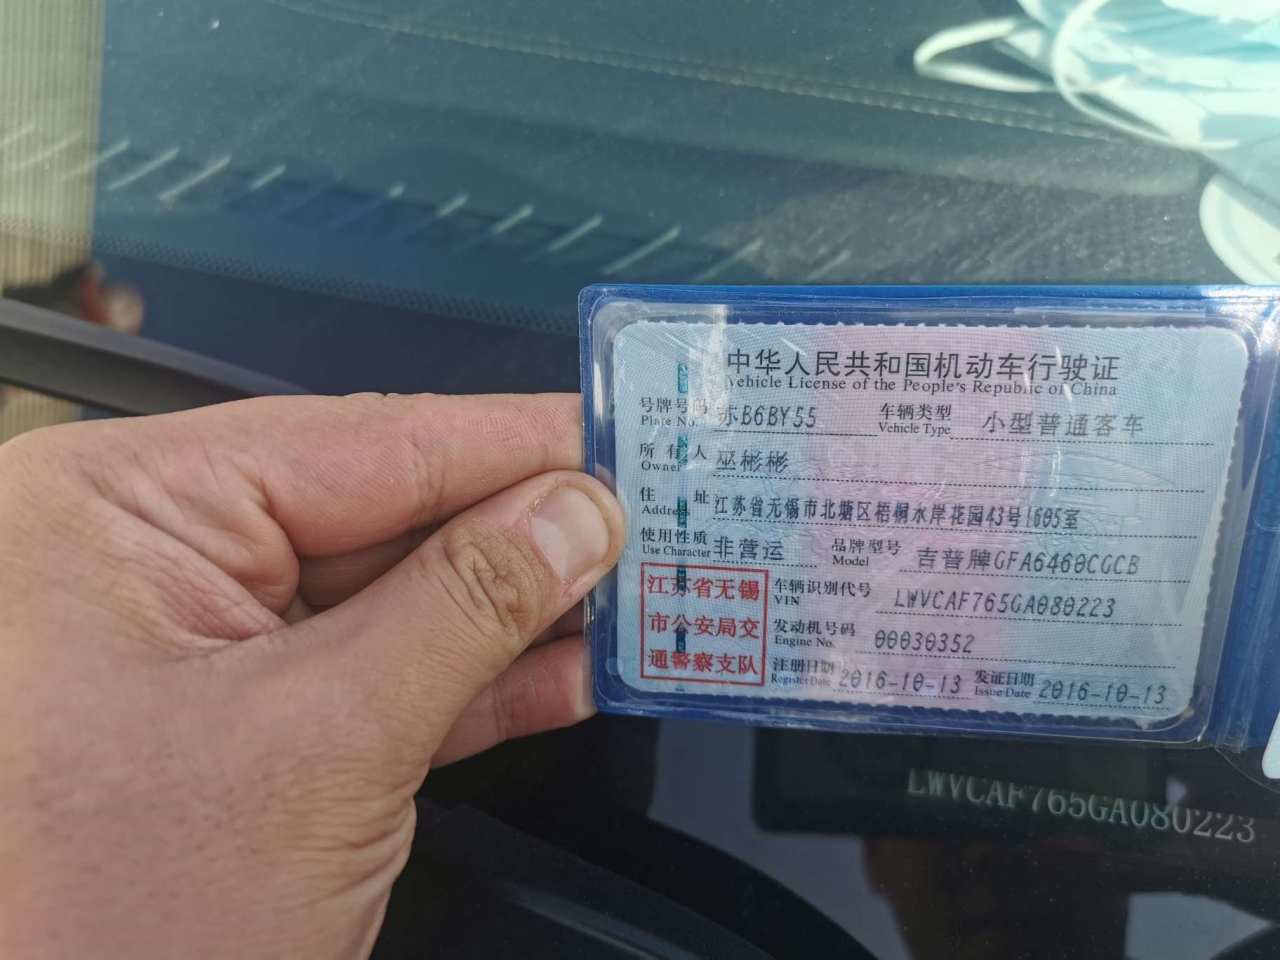 中华人民共和国机动车行驶证
Vehicle License of the People's Republic of China
号牌号码 苏B6BY55 车辆类型 小型普通客车
Plate No. Vehicle Type
所有人 巫彬彬
Owner
住址 江苏省无锡市北塘区梧桐水岸花园43号1605室
Address
使用性质 非营运 品牌型号 吉普牌GFA6460CGCB
Use Character Model
江苏省无锡
市公安局交
通警察支队
车辆识别代号 LWVCAF765GA080223
VIN
发动机号码 00030352
Engine No.
注册日期 2016-10-13 发证日期 2016-10-13
Register Date Issue Date
LWVCAF765GA080223